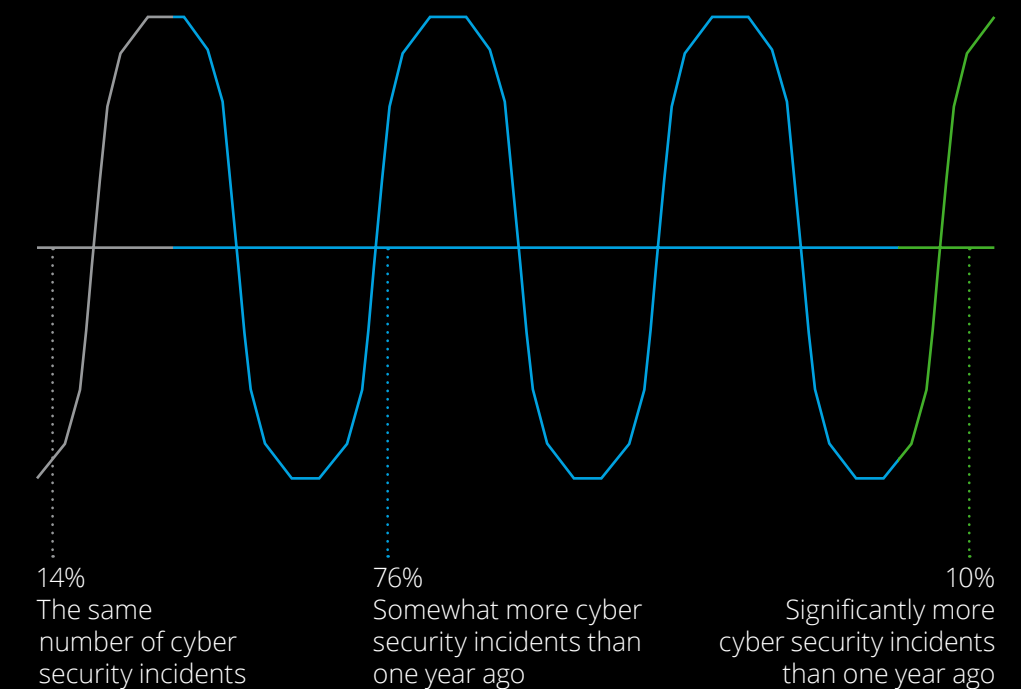 14%
The same
number of cyber
security incidents
76%
Somewhat more cyber
security incidents than
one year ago
10%
Significantly more
cyber security incidents
than one year ago